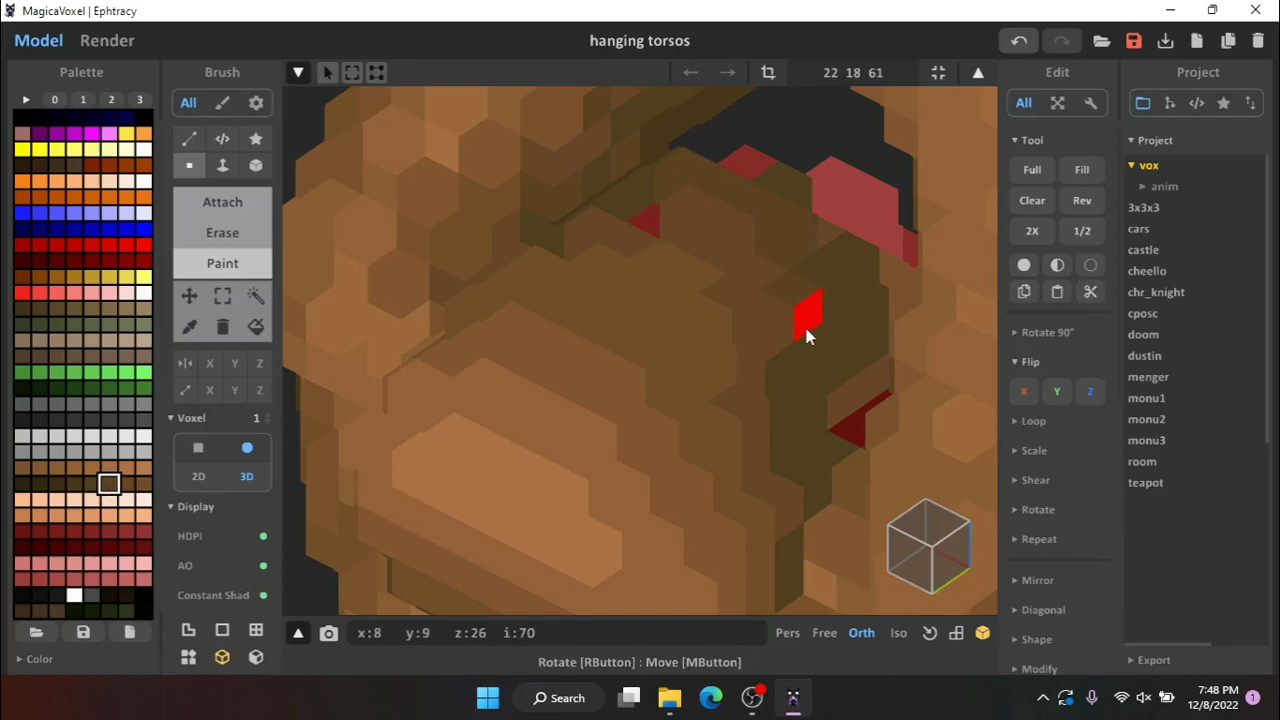 MagicaVoxel | Ephtracy
Model Render
hanging torsos
Palette
Brush
22 18 61
Edit
Project
0 1 2 3
All
All
Tool
Project
vox
anim
Full Fill
Attach
Clear Rev
3x3x3
Erase
2X 1/2
cars
castle
Paint
cheello
chr_knight
cposc
Rotate 90°
doom
X Y Z
Flip
dustin
menger
X Y Z
X Y Z
monu1
Voxel 1
Loop
monu2
monu3
Scale
room
2D 3D
Shear
teapot
Display
Rotate
HDPI
Repeat
AO
Mirror
Constant Shad
Diagonal
x:8 y:9 z:26 i:70
Pers Free Orth Iso
Shape
Color
Rotate [RButton] : Move [MButton]
Modify
Export
Search
7:48 PM
12/8/2022
1